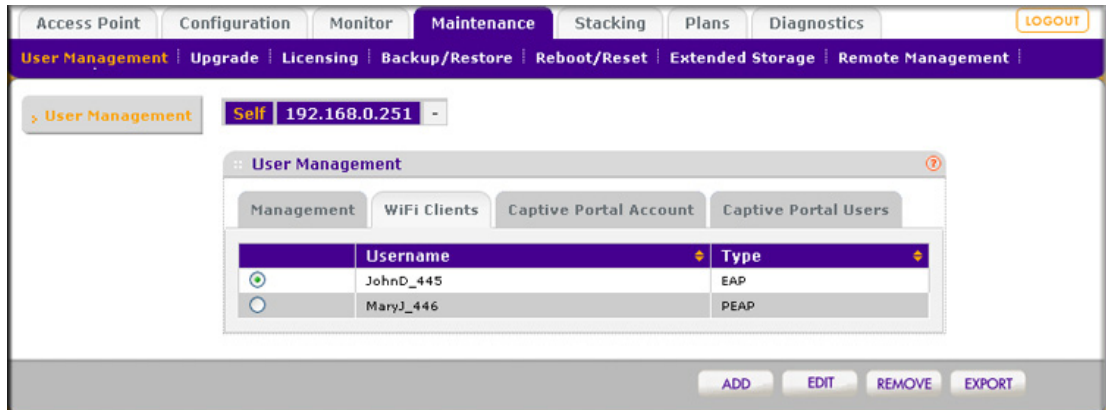 Access Point Configuration Monitor Maintenance Stacking Plans Diagnostics LOGOUT
User Management Upgrade Licensing Backup/Restore Reboot/Reset Extended Storage Remote Management
User Management
Self 192.168.0.251 -
User Management ?
Management WiFi Clients Captive Portal Account Captive Portal Users
Username Type
JohnD_445 EAP
MaryJ_446 PEAP
ADD EDIT REMOVE EXPORT